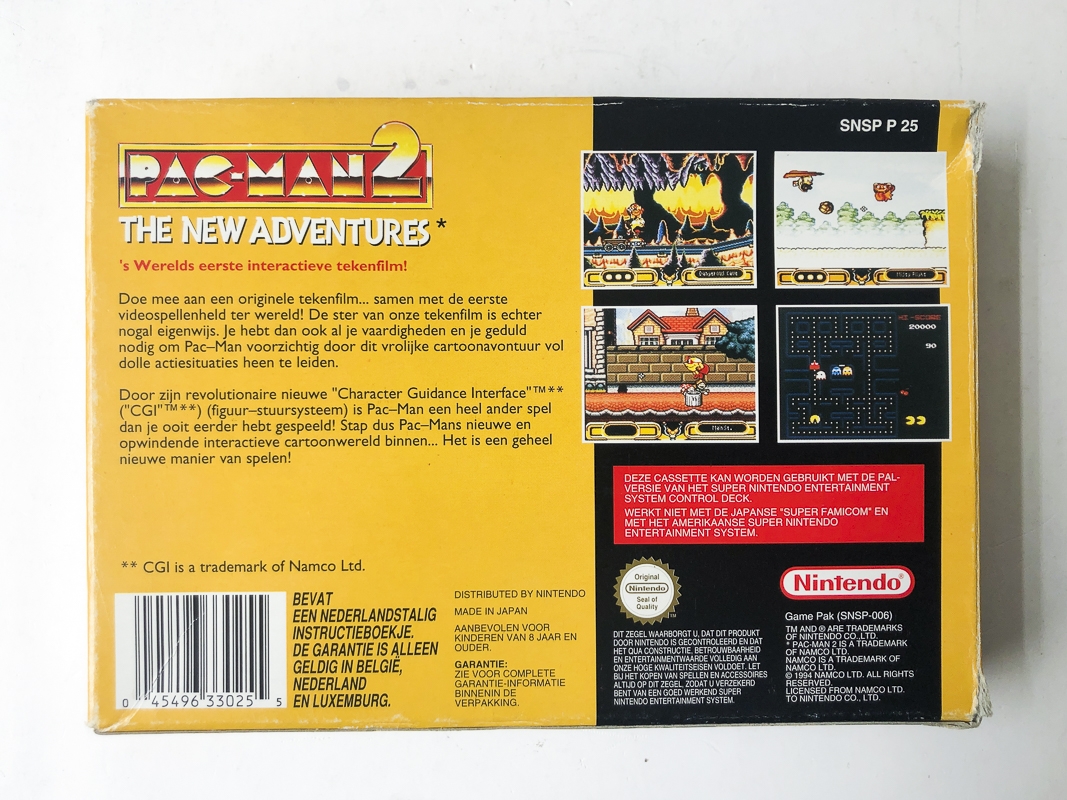 SNSP P 25
PAC-MAN 2
THE NEW ADVENTURES *
's Werelds eerste interactieve tekenfilm!
Doe mee aan een originele tekenfilm... samen met de eerste
videospellenheld ter wereld! De ster van onze tekenfilm is echter
nogal eigenwijs. Je hebt dan ook al je vaardigheden en je geduld
nodig om Pac–Man voorzichtig door dit vrolijke cartoonavontuur vol
dolle actiesituaties heen te leiden.
Door zijn revolutionaire nieuwe "Character Guidance Interface"™**
("CGI"™**) (figuur–stuursysteem) is Pac–Man een heel ander spel
dan je ooit eerder hebt gespeeld! Stap dus Pac–Mans nieuwe en
opwindende interactieve cartoonwereld binnen... Het is een geheel
nieuwe manier van spelen!
** CGI is a trademark of Namco Ltd.
0 45496 33025 5
BEVAT
EEN NEDERLANDSTALIG
INSTRUCTIEBOEKJE.
DE GARANTIE IS ALLEEN
GELDIG IN BELGIË,
NEDERLAND
EN LUXEMBURG.
DISTRIBUTED BY NINTENDO
MADE IN JAPAN
AANBEVOLEN VOOR
KINDEREN VAN 8 JAAR EN
OUDER.
GARANTIE:
ZIE VOOR COMPLETE
GARANTIE-INFORMATIE
BINNENIN DE
VERPAKKING.
HI-SCORE
20000
90
DEZE CASSETTE KAN WORDEN GEBRUIKT MET DE PAL-
VERSIE VAN HET SUPER NINTENDO ENTERTAINMENT
SYSTEM CONTROL DECK.
WERKT NIET MET DE JAPANSE "SUPER FAMICOM" EN
MET HET AMERIKAANSE SUPER NINTENDO
ENTERTAINMENT SYSTEM.
Original
Nintendo
Seal of
Quality
TM
DIT ZEGEL WAARBORGT U, DAT DIT PRODUKT
DOOR NINTENDO IS GECONTROLEERD EN DAT
HET QUA CONSTRUCTIE, BETROUWBAARHEID
EN ENTERTAINMENTWAARDE VOLLEDIG AAN
ONZE HOGE KWALITEITSEISEN VOLDOET. LET
BIJ HET KOPEN VAN SPELLEN EN ACCESSOIRES
ALTIJD OP DIT ZEGEL, ZODAT U VERZEKERD
BENT VAN EEN GOED WERKEND SUPER
NINTENDO ENTERTAINMENT SYSTEM.
Nintendo®
Game Pak (SNSP-006)
TM AND ® ARE TRADEMARKS
OF NINTENDO CO.,LTD.
* PAC-MAN 2 IS A TRADEMARK
OF NAMCO LTD.
NAMCO IS A TRADEMARK OF
NAMCO LTD.
© 1994 NAMCO LTD. ALL RIGHTS
RESERVED.
LICENSED FROM NAMCO LTD.
TO NINTENDO CO., LTD.